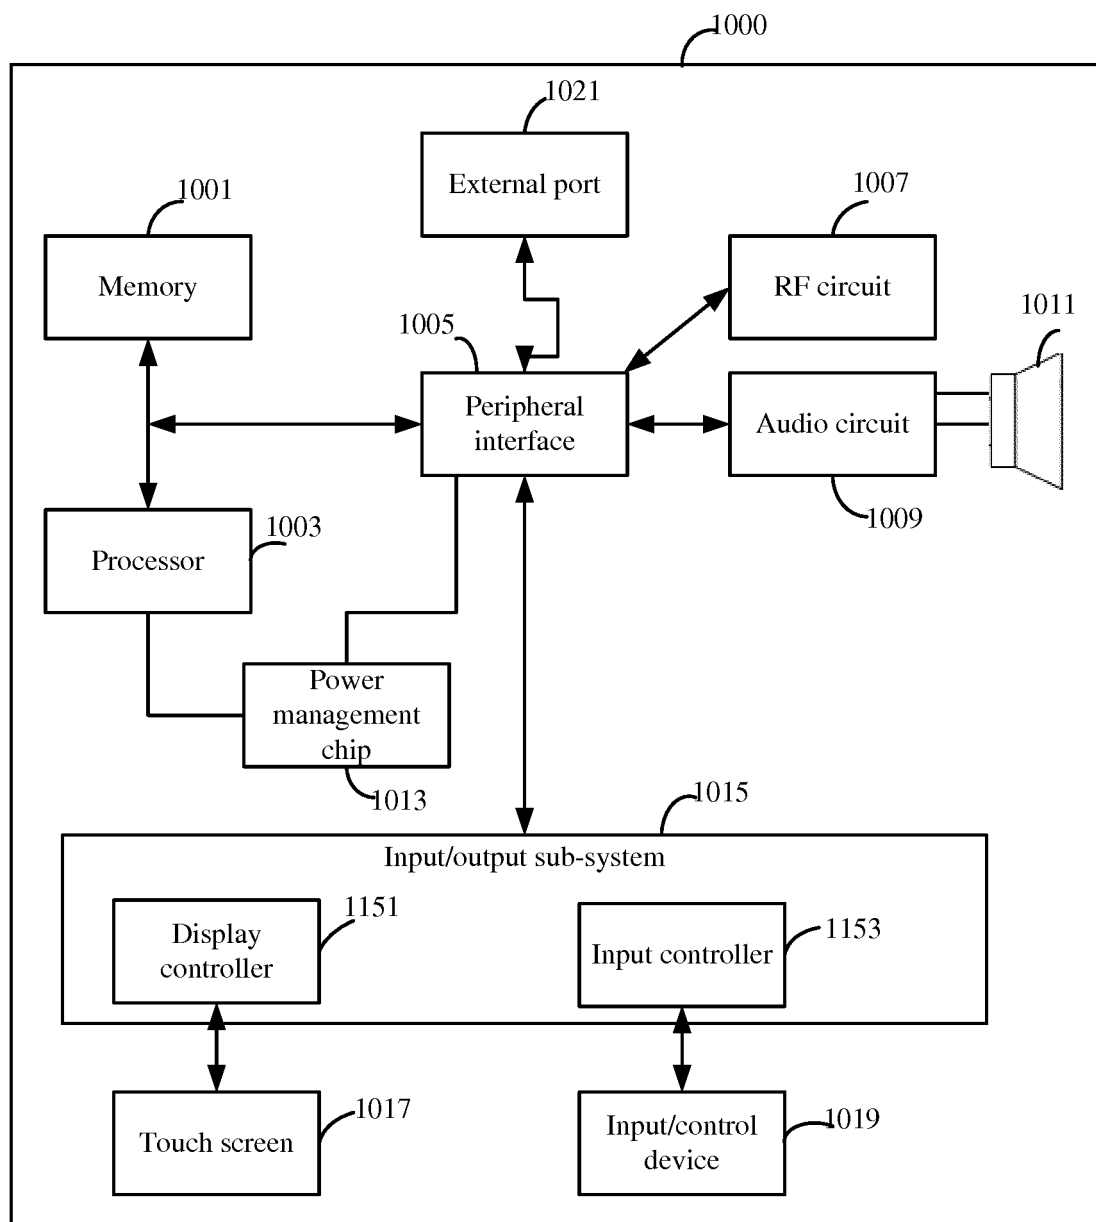 1000
1021
External port
1001
Memory
1007
RF circuit
1011
1005
Peripheral
interface
Audio circuit
1009
1003
Processor
Power
management
chip
1013
1015
Input/output sub-system
1151
Display
controller
1153
Input controller
1017
Touch screen
1019
Input/control
device